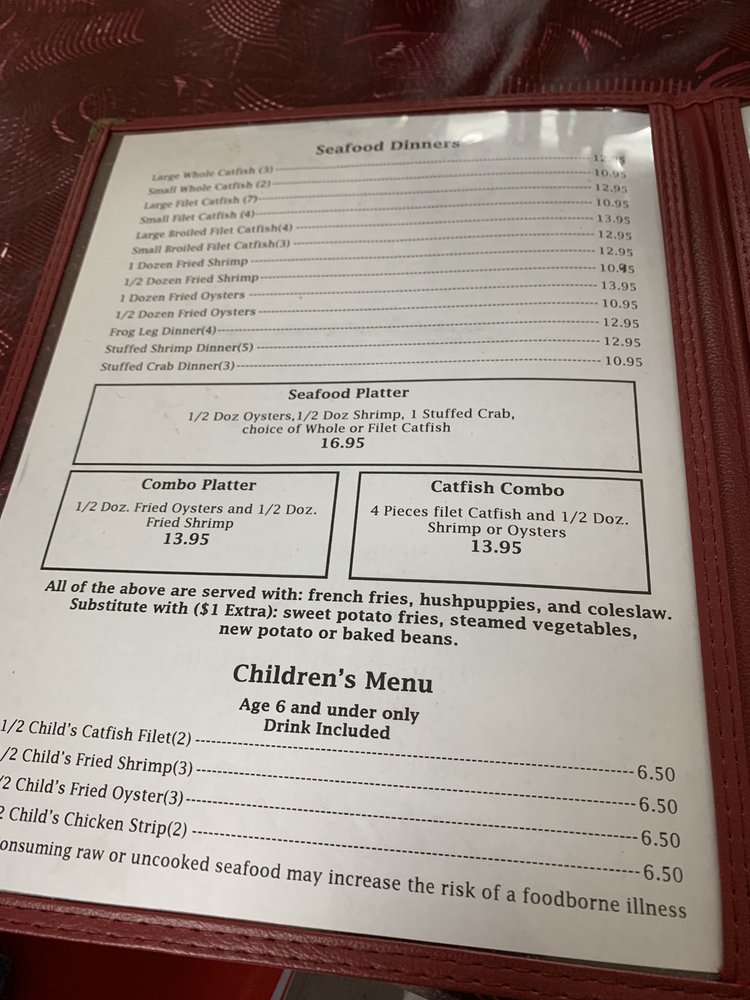 Seafood Dinners
Large Whole Catfish (3) 12.95
Small Whole Catfish (2) 10.95
Large Filet Catfish (7) 12.95
Small Filet Catfish (4) 10.95
Large Broiled Filet Catfish(4) 13.95
Small Broiled Filet Catfish(3) 12.95
1 Dozen Fried Shrimp 12.95
1/2 Dozen Fried Shrimp 10.95
1 Dozen Fried Oysters 13.95
1/2 Dozen Fried Oysters 10.95
Frog Leg Dinner(4) 12.95
Stuffed Shrimp Dinner(5) 12.95
Stuffed Crab Dinner(3) 10.95
Seafood Platter
1/2 Doz Oysters,1/2 Doz Shrimp, 1 Stuffed Crab,
choice of Whole or Filet Catfish
16.95
Combo Platter
1/2 Doz. Fried Oysters and 1/2 Doz.
Fried Shrimp
13.95
Catfish Combo
4 Pieces filet Catfish and 1/2 Doz.
Shrimp or Oysters
13.95
All of the above are served with: french fries, hushpuppies, and coleslaw.
Substitute with ($1 Extra): sweet potato fries, steamed vegetables,
new potato or baked beans.
Children's Menu
Age 6 and under only
Drink Included
1/2 Child's Catfish Filet(2) 6.50
/2 Child's Fried Shrimp(3) 6.50
/2 Child's Fried Oyster(3) 6.50
2 Child's Chicken Strip(2) 6.50
onsuming raw or uncooked seafood may increase the risk of a foodborne illness